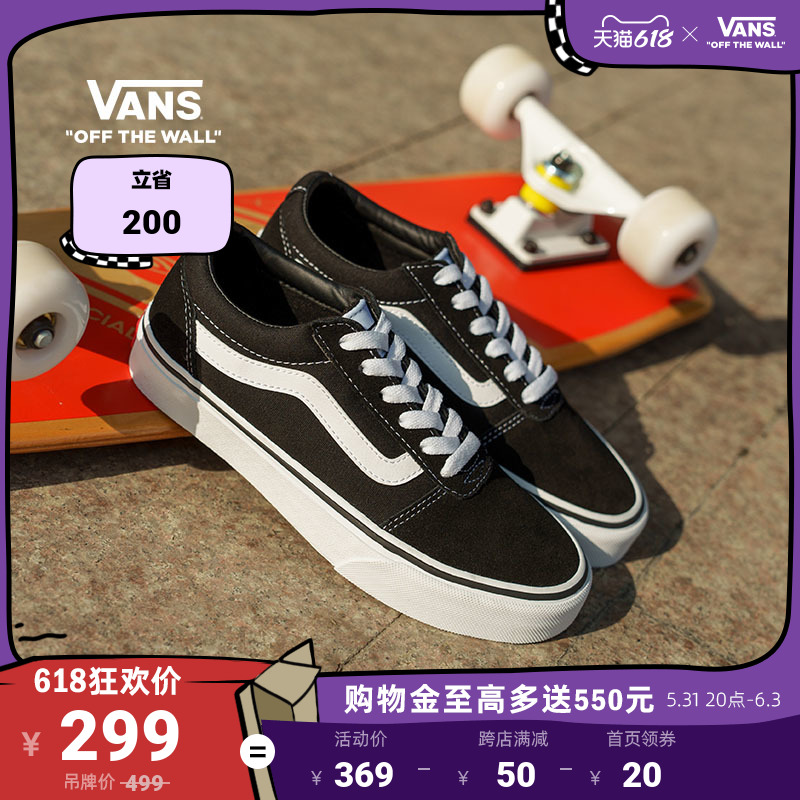 天猫618 × VANS "OFF THE WALL"
VANS
"OFF THE WALL"
立省
200
618狂欢价
¥ 299
吊牌价 499
=
购物金至高多送550元 5.31 20点-6.3
活动价 跨店满减 首页领券
¥ 369 - ¥ 50 - ¥ 20